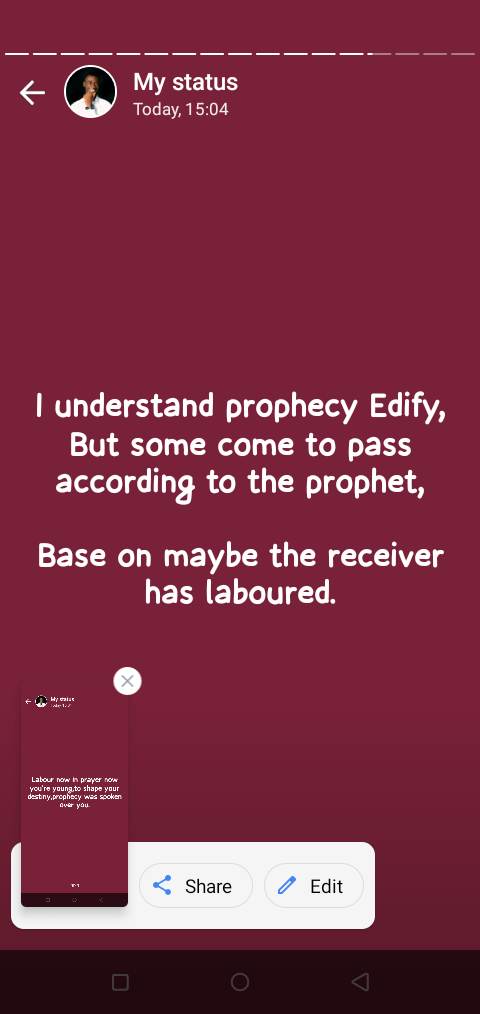 My status
Today, 15:04
I understand prophecy Edify,
But some come to pass
according to the prophet,
Base on maybe the receiver
has laboured.
My status
Labour now in prayer now
you're young,to shape your
destiny,prophecy was spoken
over you.
Share
Edit